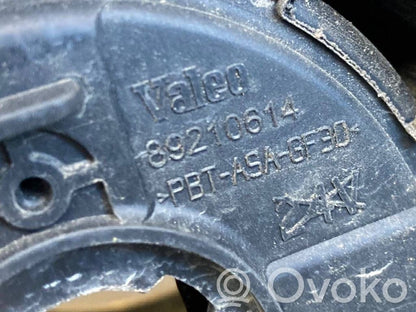 Valeo
89210614
>PBT-ASA-GF30<
Ovoko